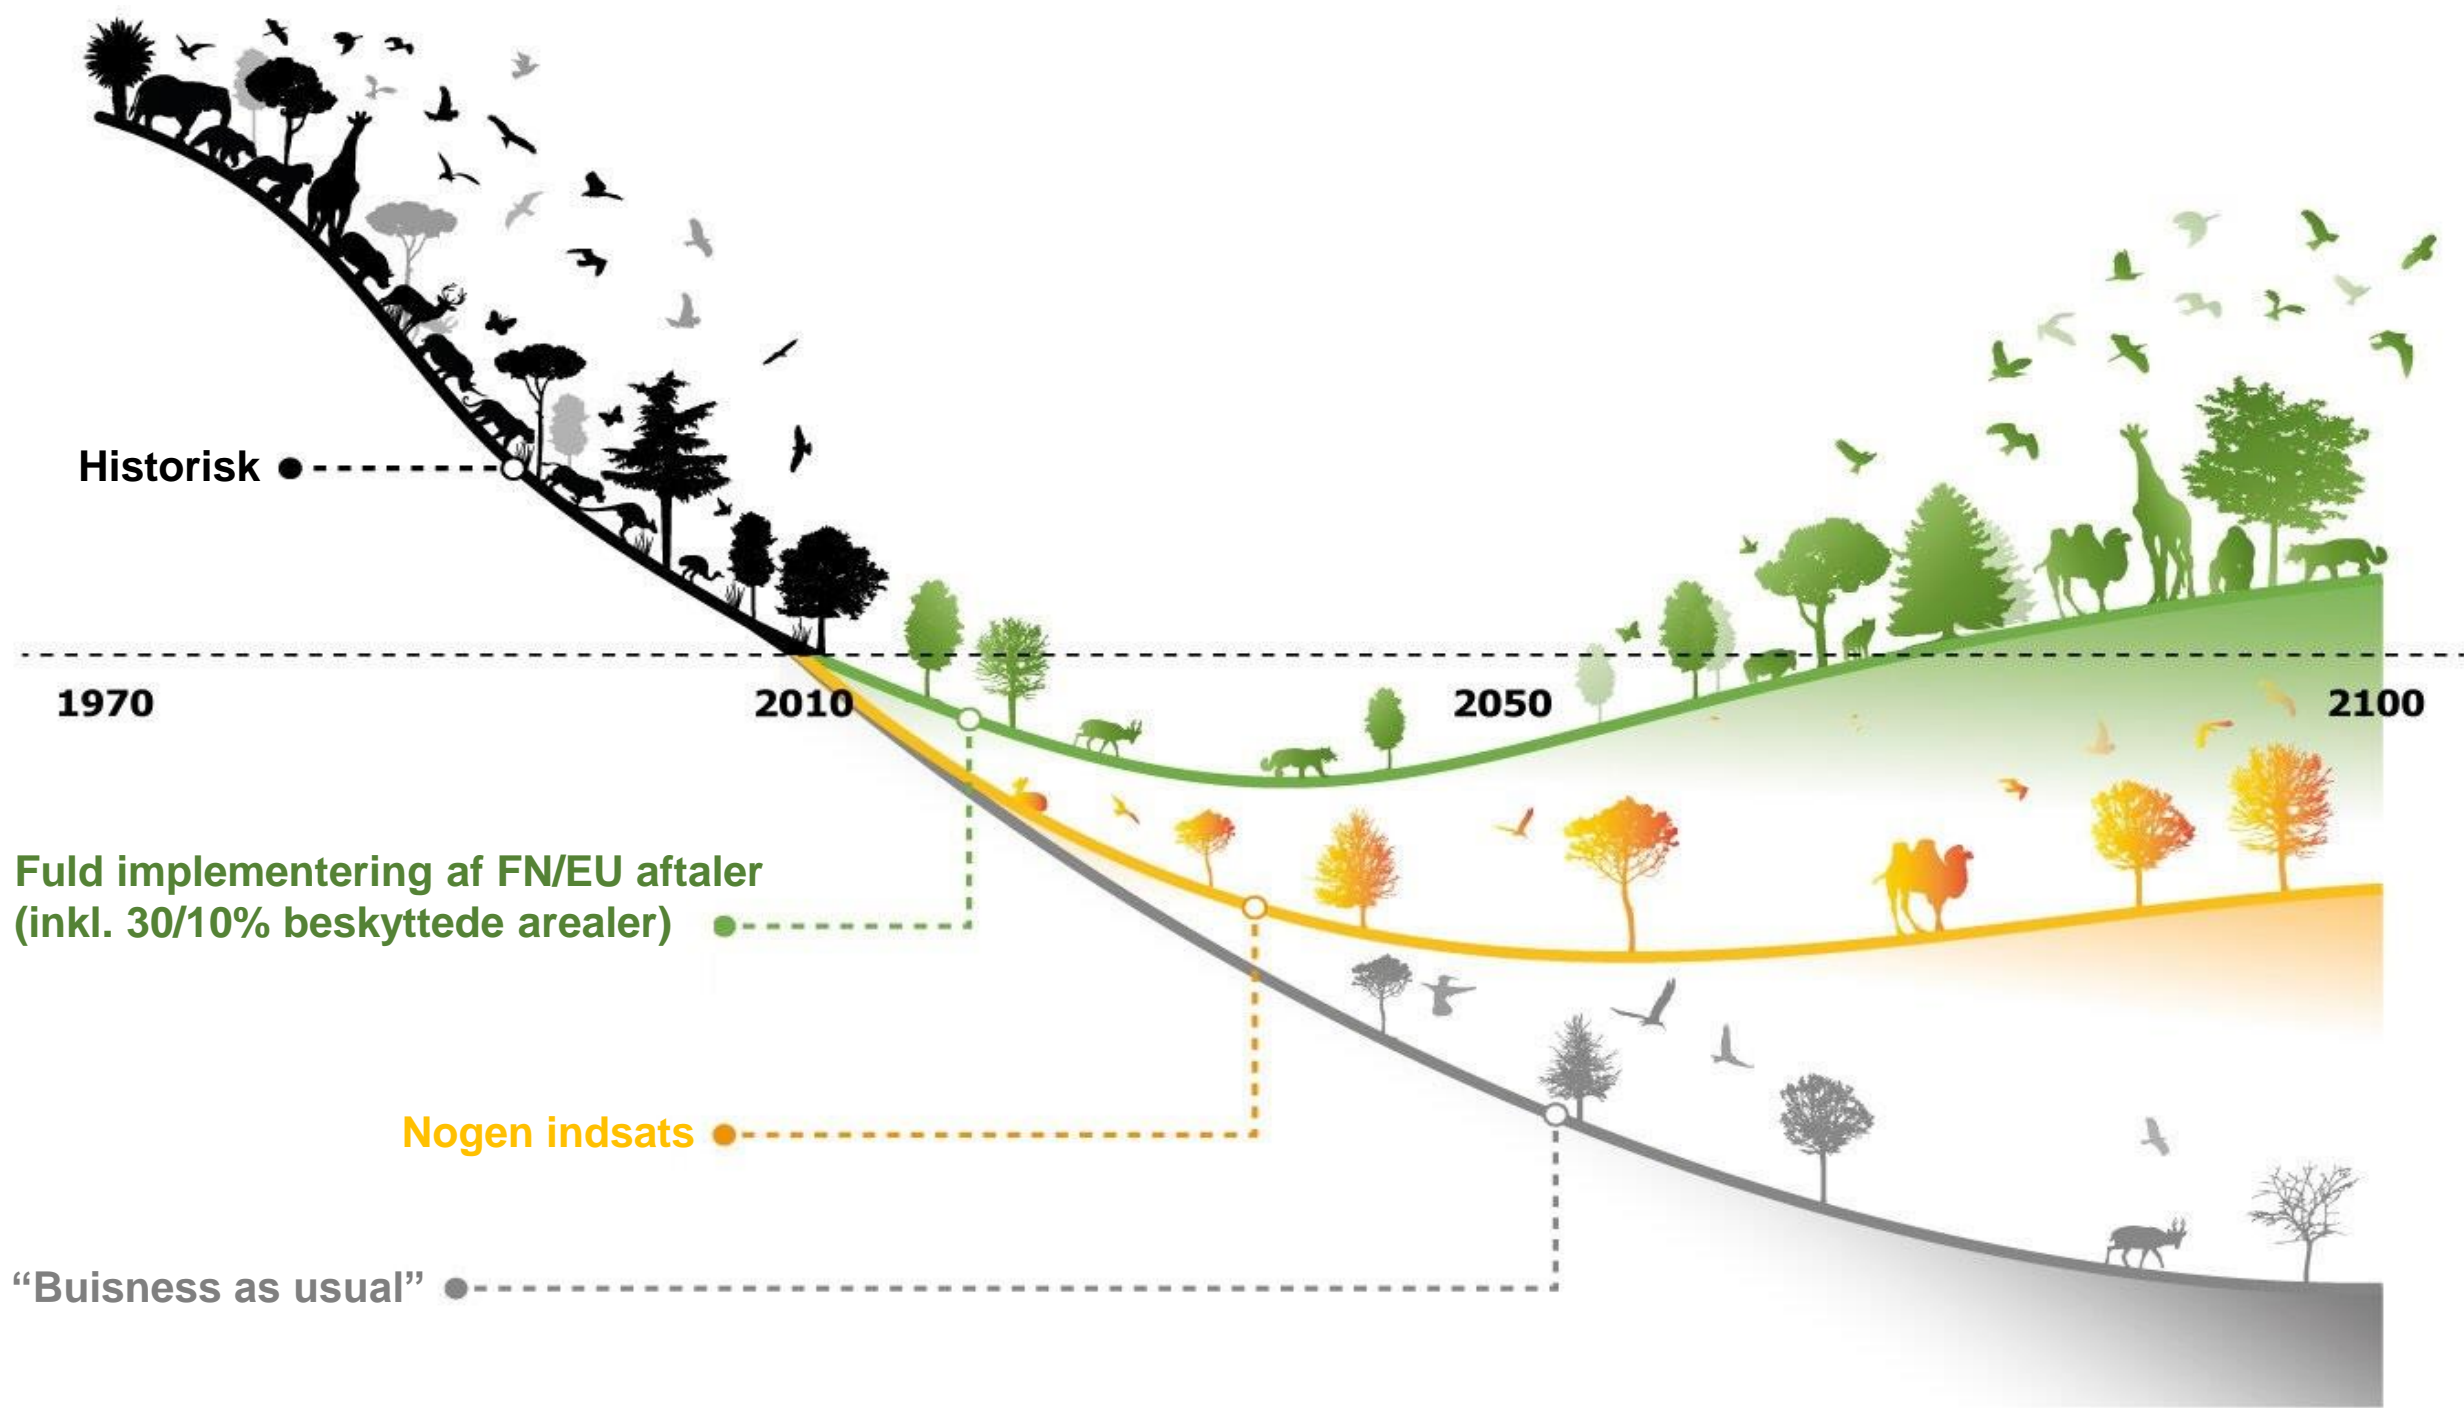 Historisk
1970
2010
2050
2100
Fuld implementering af FN/EU aftaler
(inkl. 30/10% beskyttede arealer)
Nogen indsats
“Buisness as usual”